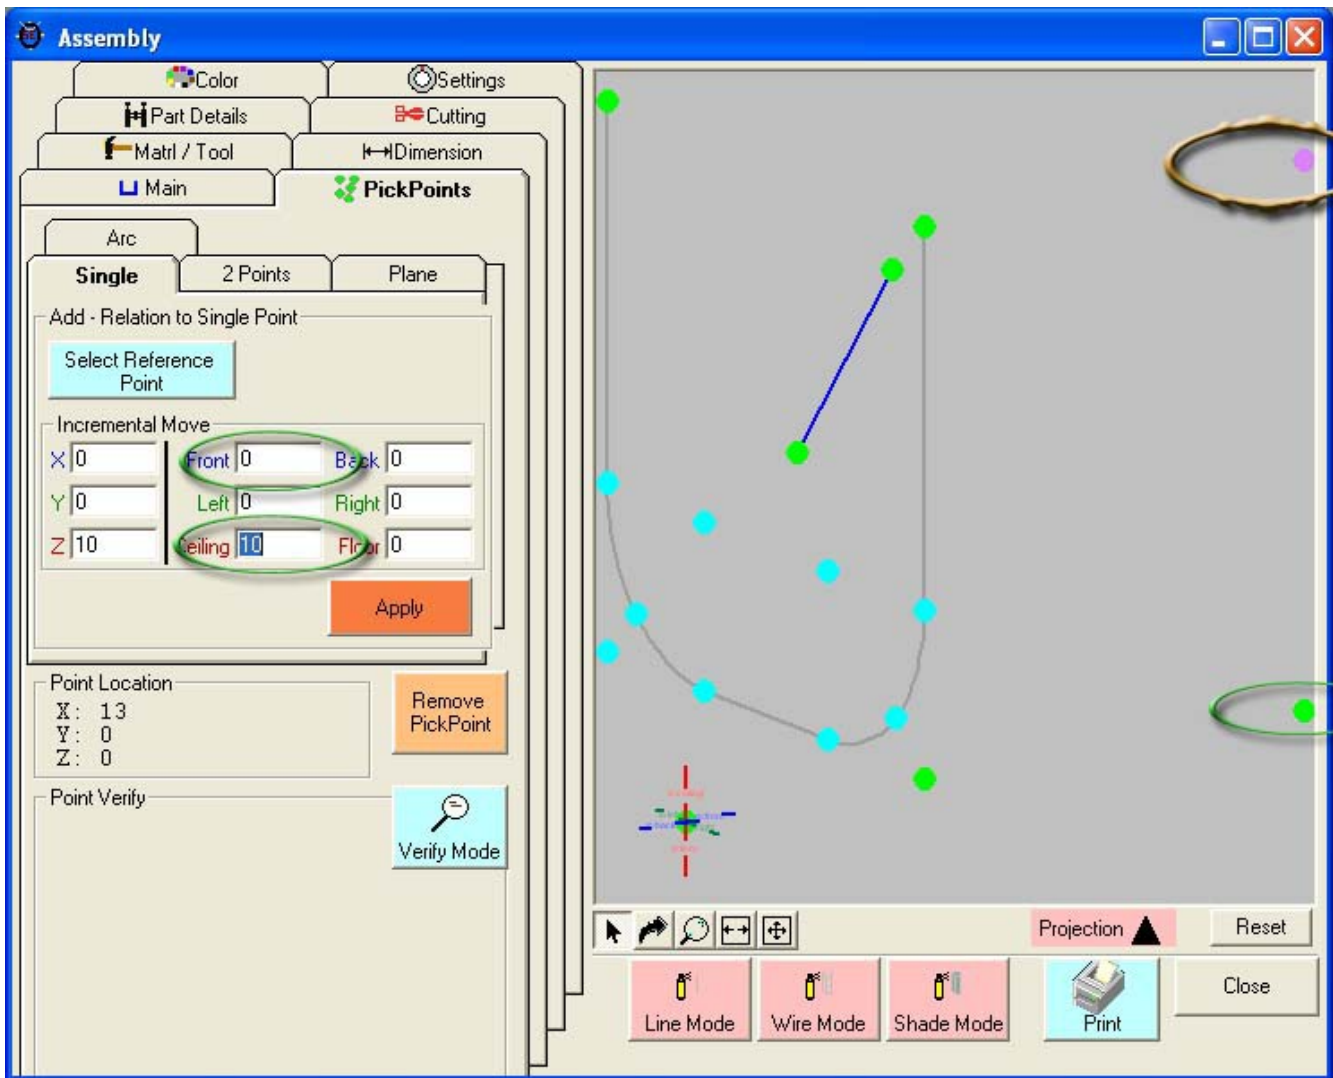 Assembly
Color
Settings
Part Details
Cutting
Matrl / Tool
Dimension
Main
PickPoints
Arc
Single
2 Points
Plane
Add - Relation to Single Point
Select Reference
Point
Incremental Move
X 0
Front 0
Back 0
Y 0
Left 0
Right 0
Z 10
Ceiling 10
Floor 0
Apply
Point Location
X: 13
Y: 0
Z: 0
Remove
PickPoint
Point Verify
Verify Mode
Projection
Reset
Line Mode
Wire Mode
Shade Mode
Print
Close